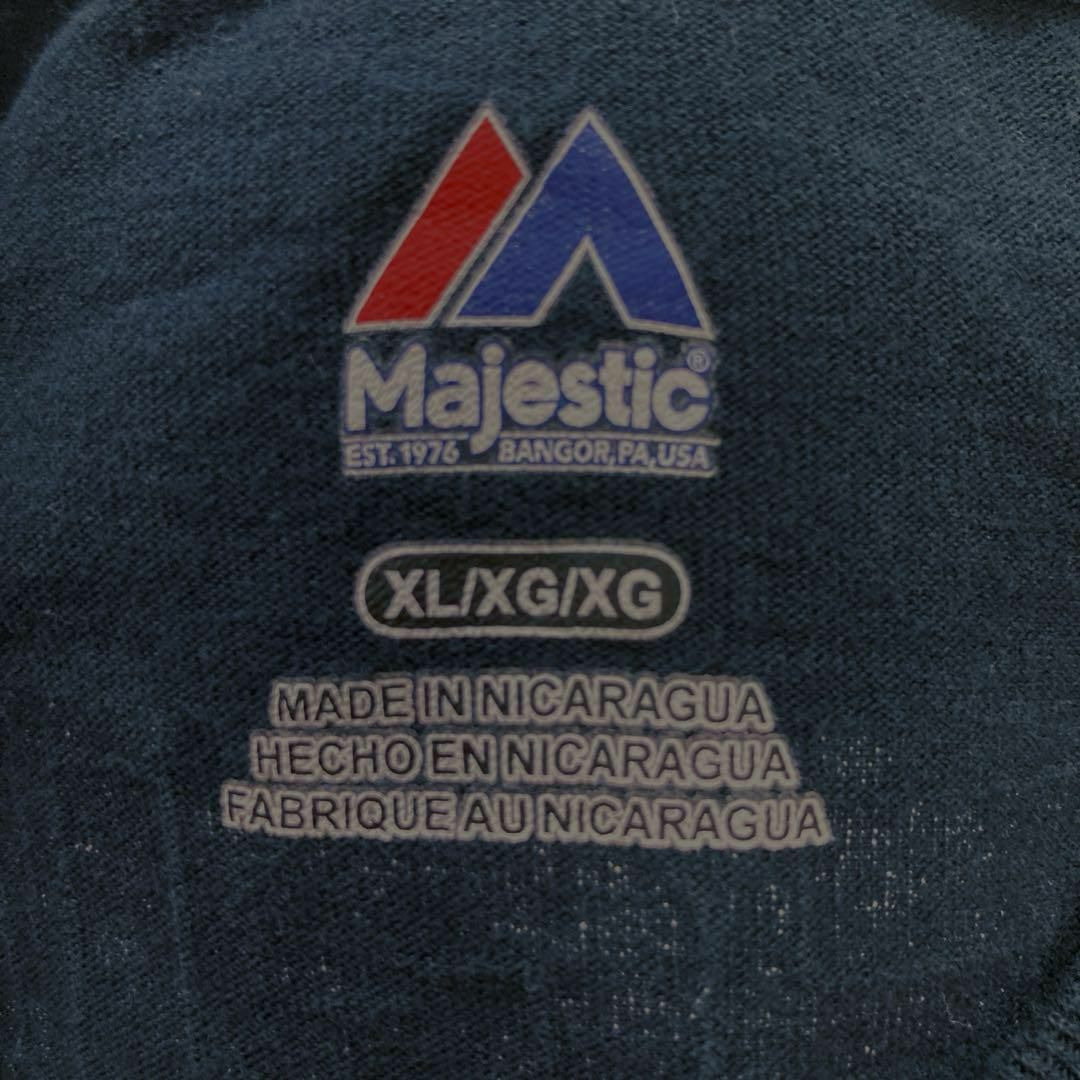 Majestic®
EST. 1976 BANGOR, PA, USA
XL/XG/XG
MADE IN NICARAGUA
HECHO EN NICARAGUA
FABRIQUE AU NICARAGUA